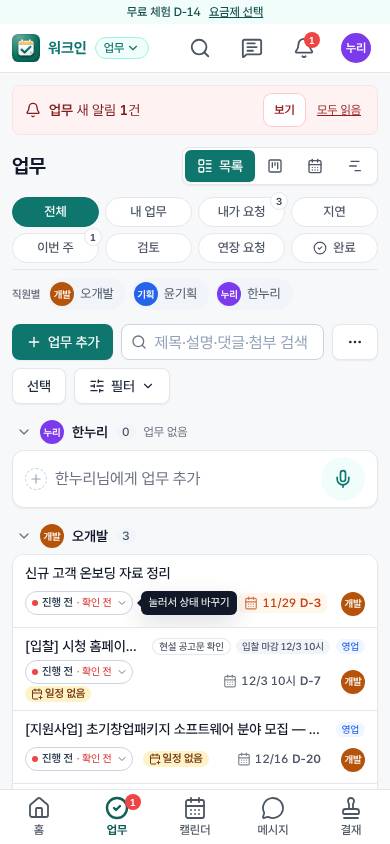 무료 체험 D-14 요금제 선택
워크인 업무 1 누리
업무 새 알림 1건 보기 모두 읽음
업무 목록
전체 내 업무 내가 요청 3 지연
이번 주 1 검토 연장 요청 완료
직원별 개발 오개발 기획 윤기획 누리 한누리
+ 업무 추가 제목·설명·댓글·첨부 검색 ...
선택 필터
누리 한누리 0 업무 없음
한누리님에게 업무 추가
개발 오개발 3
신규 고객 온보딩 자료 정리
진행 전 · 확인 전 눌러서 상태 바꾸기 11/29 D-3 개발
[입찰] 시청 홈페이... 현설 공고문 확인 입찰 마감 12/3 10시 영업
진행 전 · 확인 전 12/3 10시 D-7 개발
일정 없음
[지원사업] 초기창업패키지 소프트웨어 분야 모집 — ... 영업
진행 전 · 확인 전 일정 없음 12/16 D-20 개발
1
홈 업무 캘린더 메시지 결재